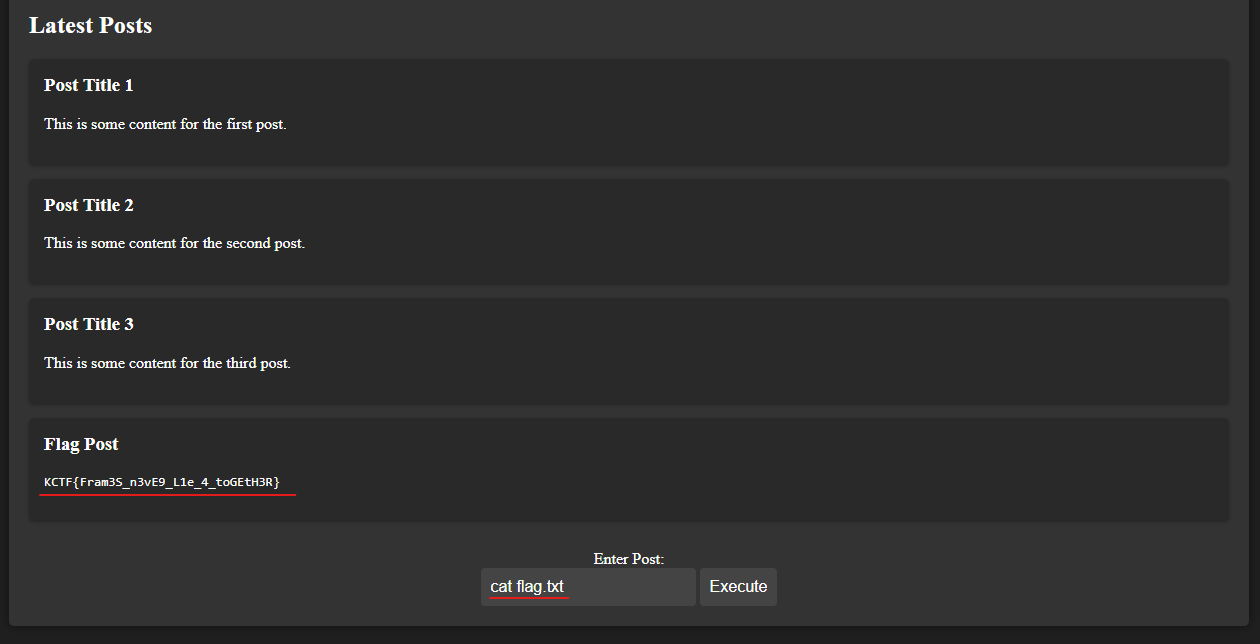 Latest Posts
Post Title 1
This is some content for the first post.
Post Title 2
This is some content for the second post.
Post Title 3
This is some content for the third post.
Flag Post
KCTF{Fram3S_n3vE9_L1e_4_toGEtH3R}
Enter Post:
cat flag.txt Execute